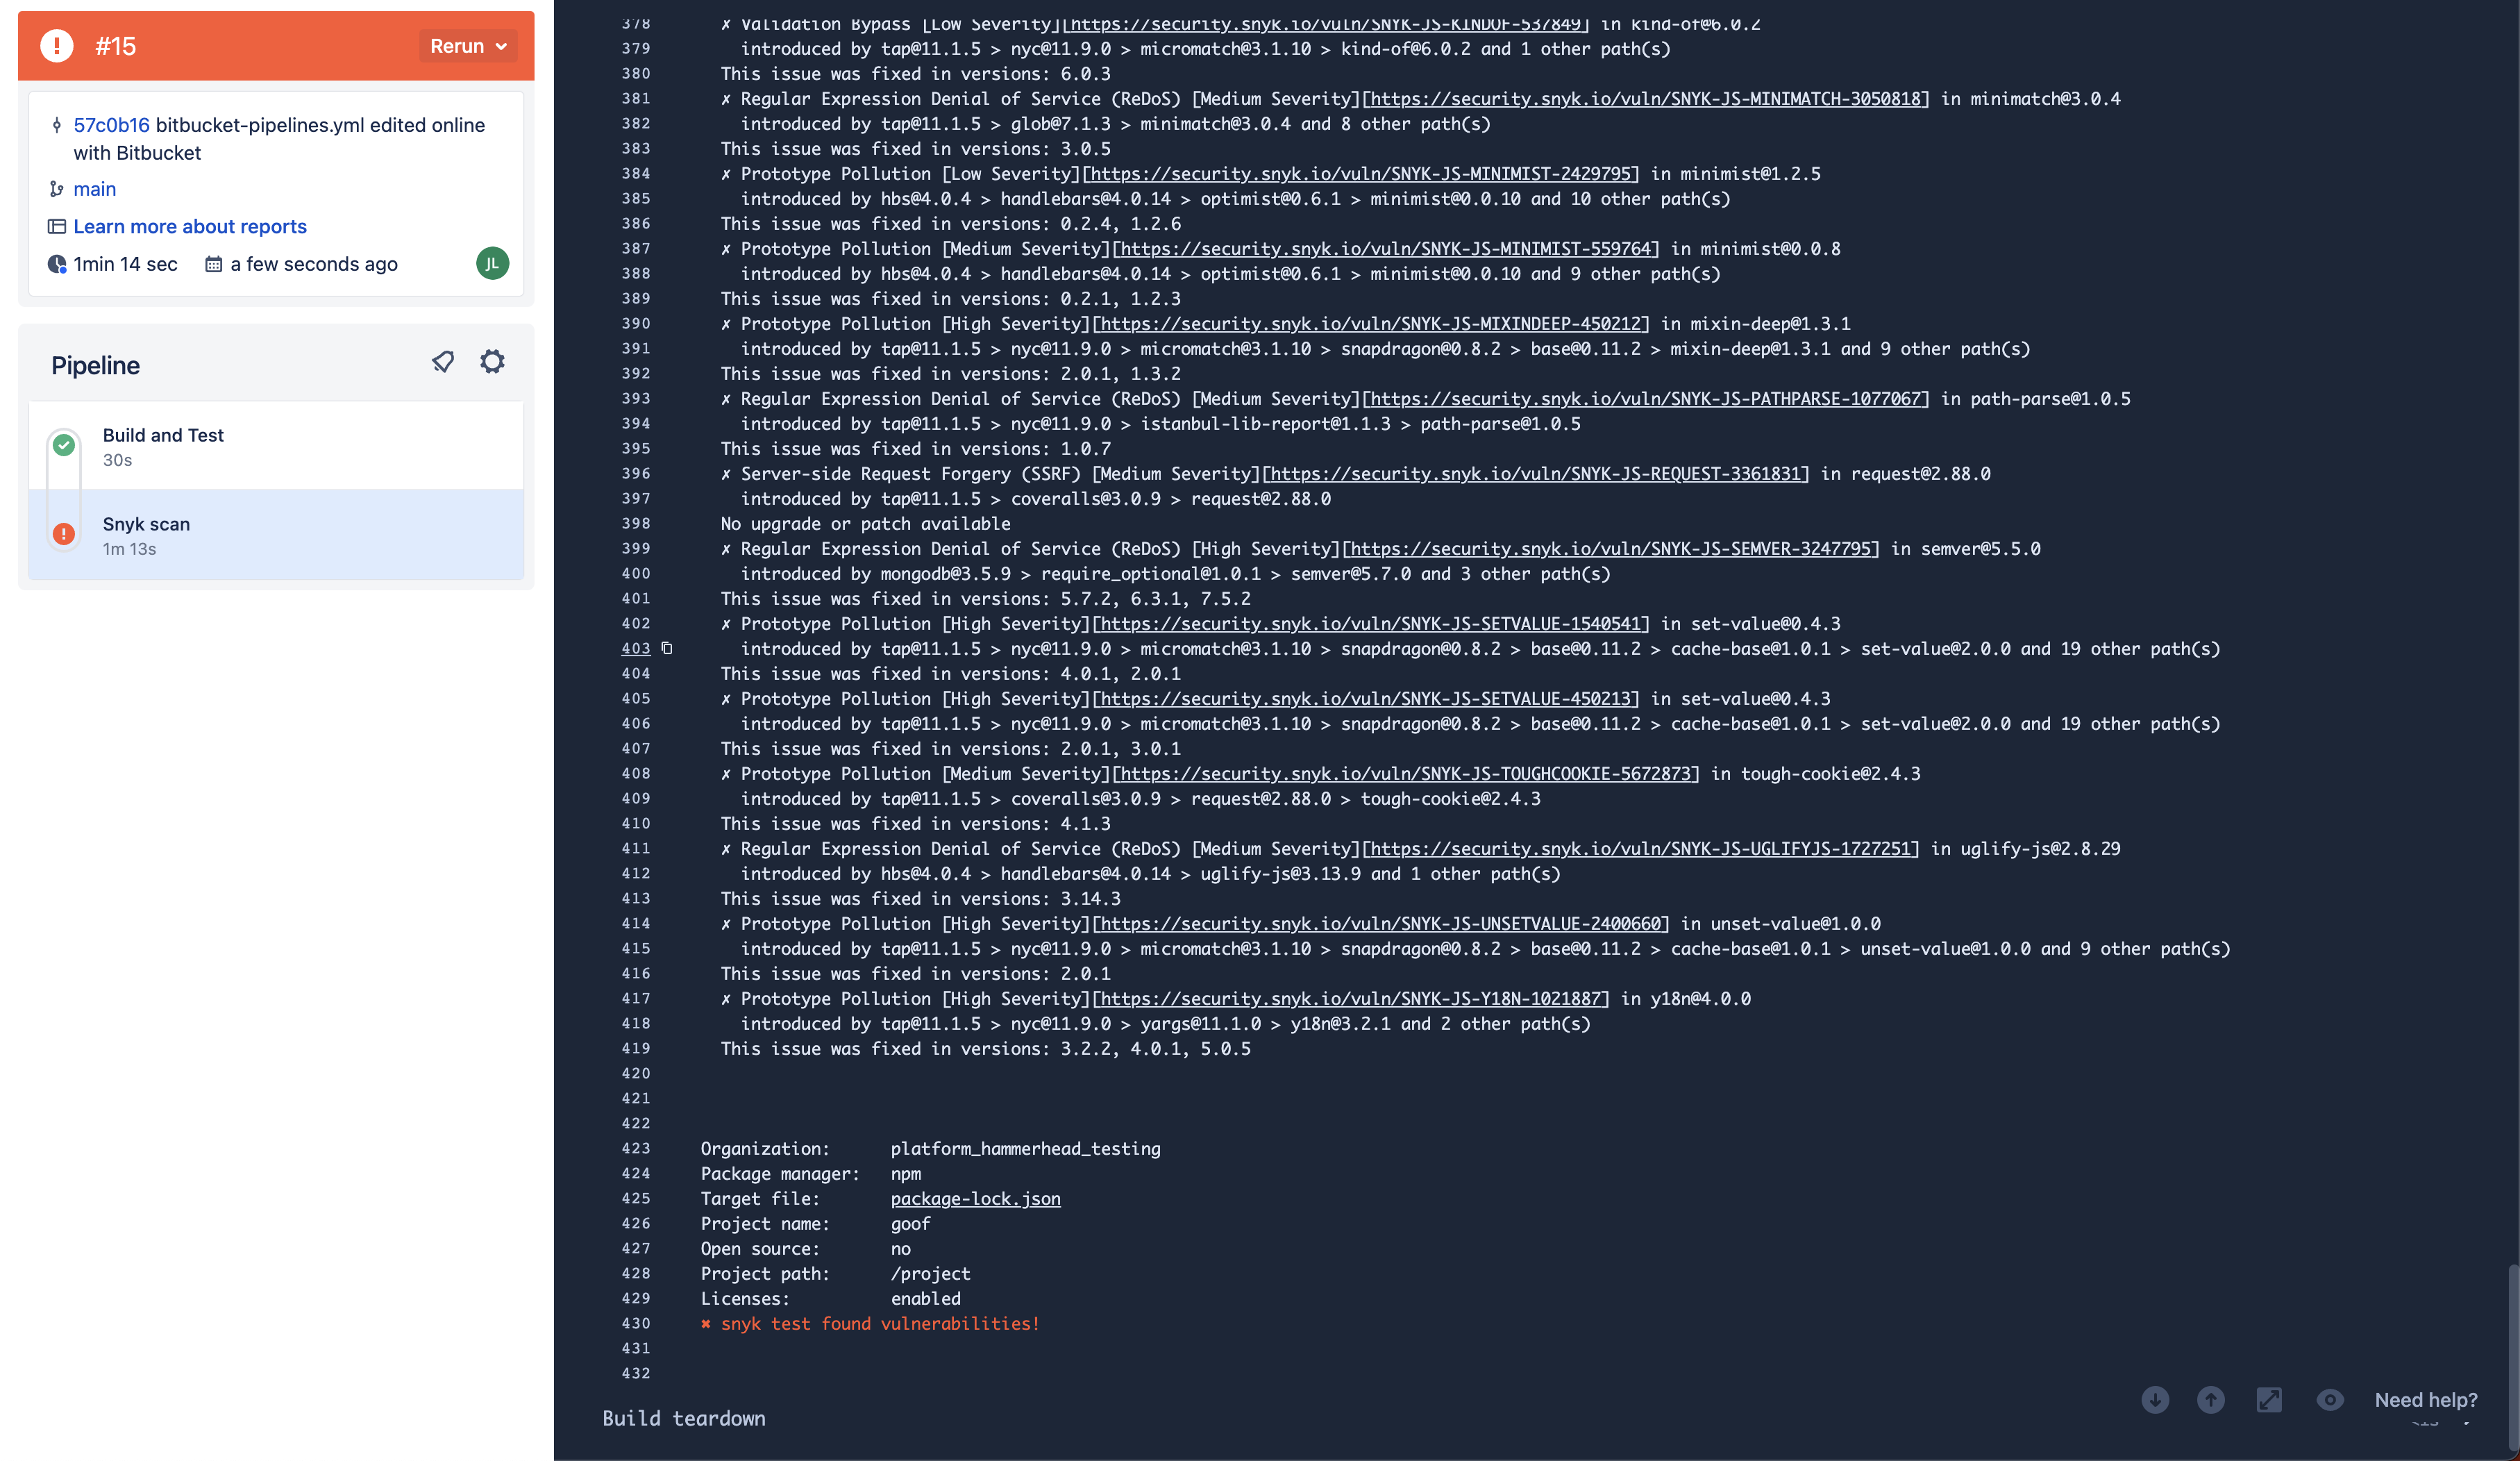 #15
Rerun
57c0b16 bitbucket-pipelines.yml edited online
with Bitbucket
main
Learn more about reports
1min 14 sec a few seconds ago JL
Pipeline
Build and Test
30s
Snyk scan
1m 13s
378 ✗ Validation Bypass [Low Severity][https://security.snyk.io/vuln/SNYK-JS-KINDOF-537849] in kind-of@6.0.2
379 introduced by tap@11.1.5 > nyc@11.9.0 > micromatch@3.1.10 > kind-of@6.0.2 and 1 other path(s)
380 This issue was fixed in versions: 6.0.3
381 ✗ Regular Expression Denial of Service (ReDoS) [Medium Severity][https://security.snyk.io/vuln/SNYK-JS-MINIMATCH-3050818] in minimatch@3.0.4
382 introduced by tap@11.1.5 > glob@7.1.3 > minimatch@3.0.4 and 8 other path(s)
383 This issue was fixed in versions: 3.0.5
384 ✗ Prototype Pollution [Low Severity][https://security.snyk.io/vuln/SNYK-JS-MINIMIST-2429795] in minimist@1.2.5
385 introduced by hbs@4.0.4 > handlebars@4.0.14 > optimist@0.6.1 > minimist@0.0.10 and 10 other path(s)
386 This issue was fixed in versions: 0.2.4, 1.2.6
387 ✗ Prototype Pollution [Medium Severity][https://security.snyk.io/vuln/SNYK-JS-MINIMIST-559764] in minimist@0.0.8
388 introduced by hbs@4.0.4 > handlebars@4.0.14 > optimist@0.6.1 > minimist@0.0.10 and 9 other path(s)
389 This issue was fixed in versions: 0.2.1, 1.2.3
390 ✗ Prototype Pollution [High Severity][https://security.snyk.io/vuln/SNYK-JS-MIXINDEEP-450212] in mixin-deep@1.3.1
391 introduced by tap@11.1.5 > nyc@11.9.0 > micromatch@3.1.10 > snapdragon@0.8.2 > base@0.11.2 > mixin-deep@1.3.1 and 9 other path(s)
392 This issue was fixed in versions: 2.0.1, 1.3.2
393 ✗ Regular Expression Denial of Service (ReDoS) [Medium Severity][https://security.snyk.io/vuln/SNYK-JS-PATHPARSE-1077067] in path-parse@1.0.5
394 introduced by tap@11.1.5 > nyc@11.9.0 > istanbul-lib-report@1.1.3 > path-parse@1.0.5
395 This issue was fixed in versions: 1.0.7
396 ✗ Server-side Request Forgery (SSRF) [Medium Severity][https://security.snyk.io/vuln/SNYK-JS-REQUEST-3361831] in request@2.88.0
397 introduced by tap@11.1.5 > coveralls@3.0.9 > request@2.88.0
398 No upgrade or patch available
399 ✗ Regular Expression Denial of Service (ReDoS) [High Severity][https://security.snyk.io/vuln/SNYK-JS-SEMVER-3247795] in semver@5.5.0
400 introduced by mongodb@3.5.9 > require_optional@1.0.1 > semver@5.7.0 and 3 other path(s)
401 This issue was fixed in versions: 5.7.2, 6.3.1, 7.5.2
402 ✗ Prototype Pollution [High Severity][https://security.snyk.io/vuln/SNYK-JS-SETVALUE-1540541] in set-value@0.4.3
403 introduced by tap@11.1.5 > nyc@11.9.0 > micromatch@3.1.10 > snapdragon@0.8.2 > base@0.11.2 > cache-base@1.0.1 > set-value@2.0.0 and 19 other path(s)
404 This issue was fixed in versions: 4.0.1, 2.0.1
405 ✗ Prototype Pollution [High Severity][https://security.snyk.io/vuln/SNYK-JS-SETVALUE-450213] in set-value@0.4.3
406 introduced by tap@11.1.5 > nyc@11.9.0 > micromatch@3.1.10 > snapdragon@0.8.2 > base@0.11.2 > cache-base@1.0.1 > set-value@2.0.0 and 19 other path(s)
407 This issue was fixed in versions: 2.0.1, 3.0.1
408 ✗ Prototype Pollution [Medium Severity][https://security.snyk.io/vuln/SNYK-JS-TOUGHCOOKIE-5672873] in tough-cookie@2.4.3
409 introduced by tap@11.1.5 > coveralls@3.0.9 > request@2.88.0 > tough-cookie@2.4.3
410 This issue was fixed in versions: 4.1.3
411 ✗ Regular Expression Denial of Service (ReDoS) [Medium Severity][https://security.snyk.io/vuln/SNYK-JS-UGLIFYJS-1727251] in uglify-js@2.8.29
412 introduced by hbs@4.0.4 > handlebars@4.0.14 > uglify-js@3.13.9 and 1 other path(s)
413 This issue was fixed in versions: 3.14.3
414 ✗ Prototype Pollution [High Severity][https://security.snyk.io/vuln/SNYK-JS-UNSETVALUE-2400660] in unset-value@1.0.0
415 introduced by tap@11.1.5 > nyc@11.9.0 > micromatch@3.1.10 > snapdragon@0.8.2 > base@0.11.2 > cache-base@1.0.1 > unset-value@1.0.0 and 9 other path(s)
416 This issue was fixed in versions: 2.0.1
417 ✗ Prototype Pollution [High Severity][https://security.snyk.io/vuln/SNYK-JS-Y18N-1021887] in y18n@4.0.0
418 introduced by tap@11.1.5 > nyc@11.9.0 > yargs@11.1.0 > y18n@3.2.1 and 2 other path(s)
419 This issue was fixed in versions: 3.2.2, 4.0.1, 5.0.5
420
421
422
423 Organization: platform_hammerhead_testing
424 Package manager: npm
425 Target file: package-lock.json
426 Project name: goof
427 Open source: no
428 Project path: /project
429 Licenses: enabled
430 ✖ snyk test found vulnerabilities!
431
432
Need help?
Build teardown